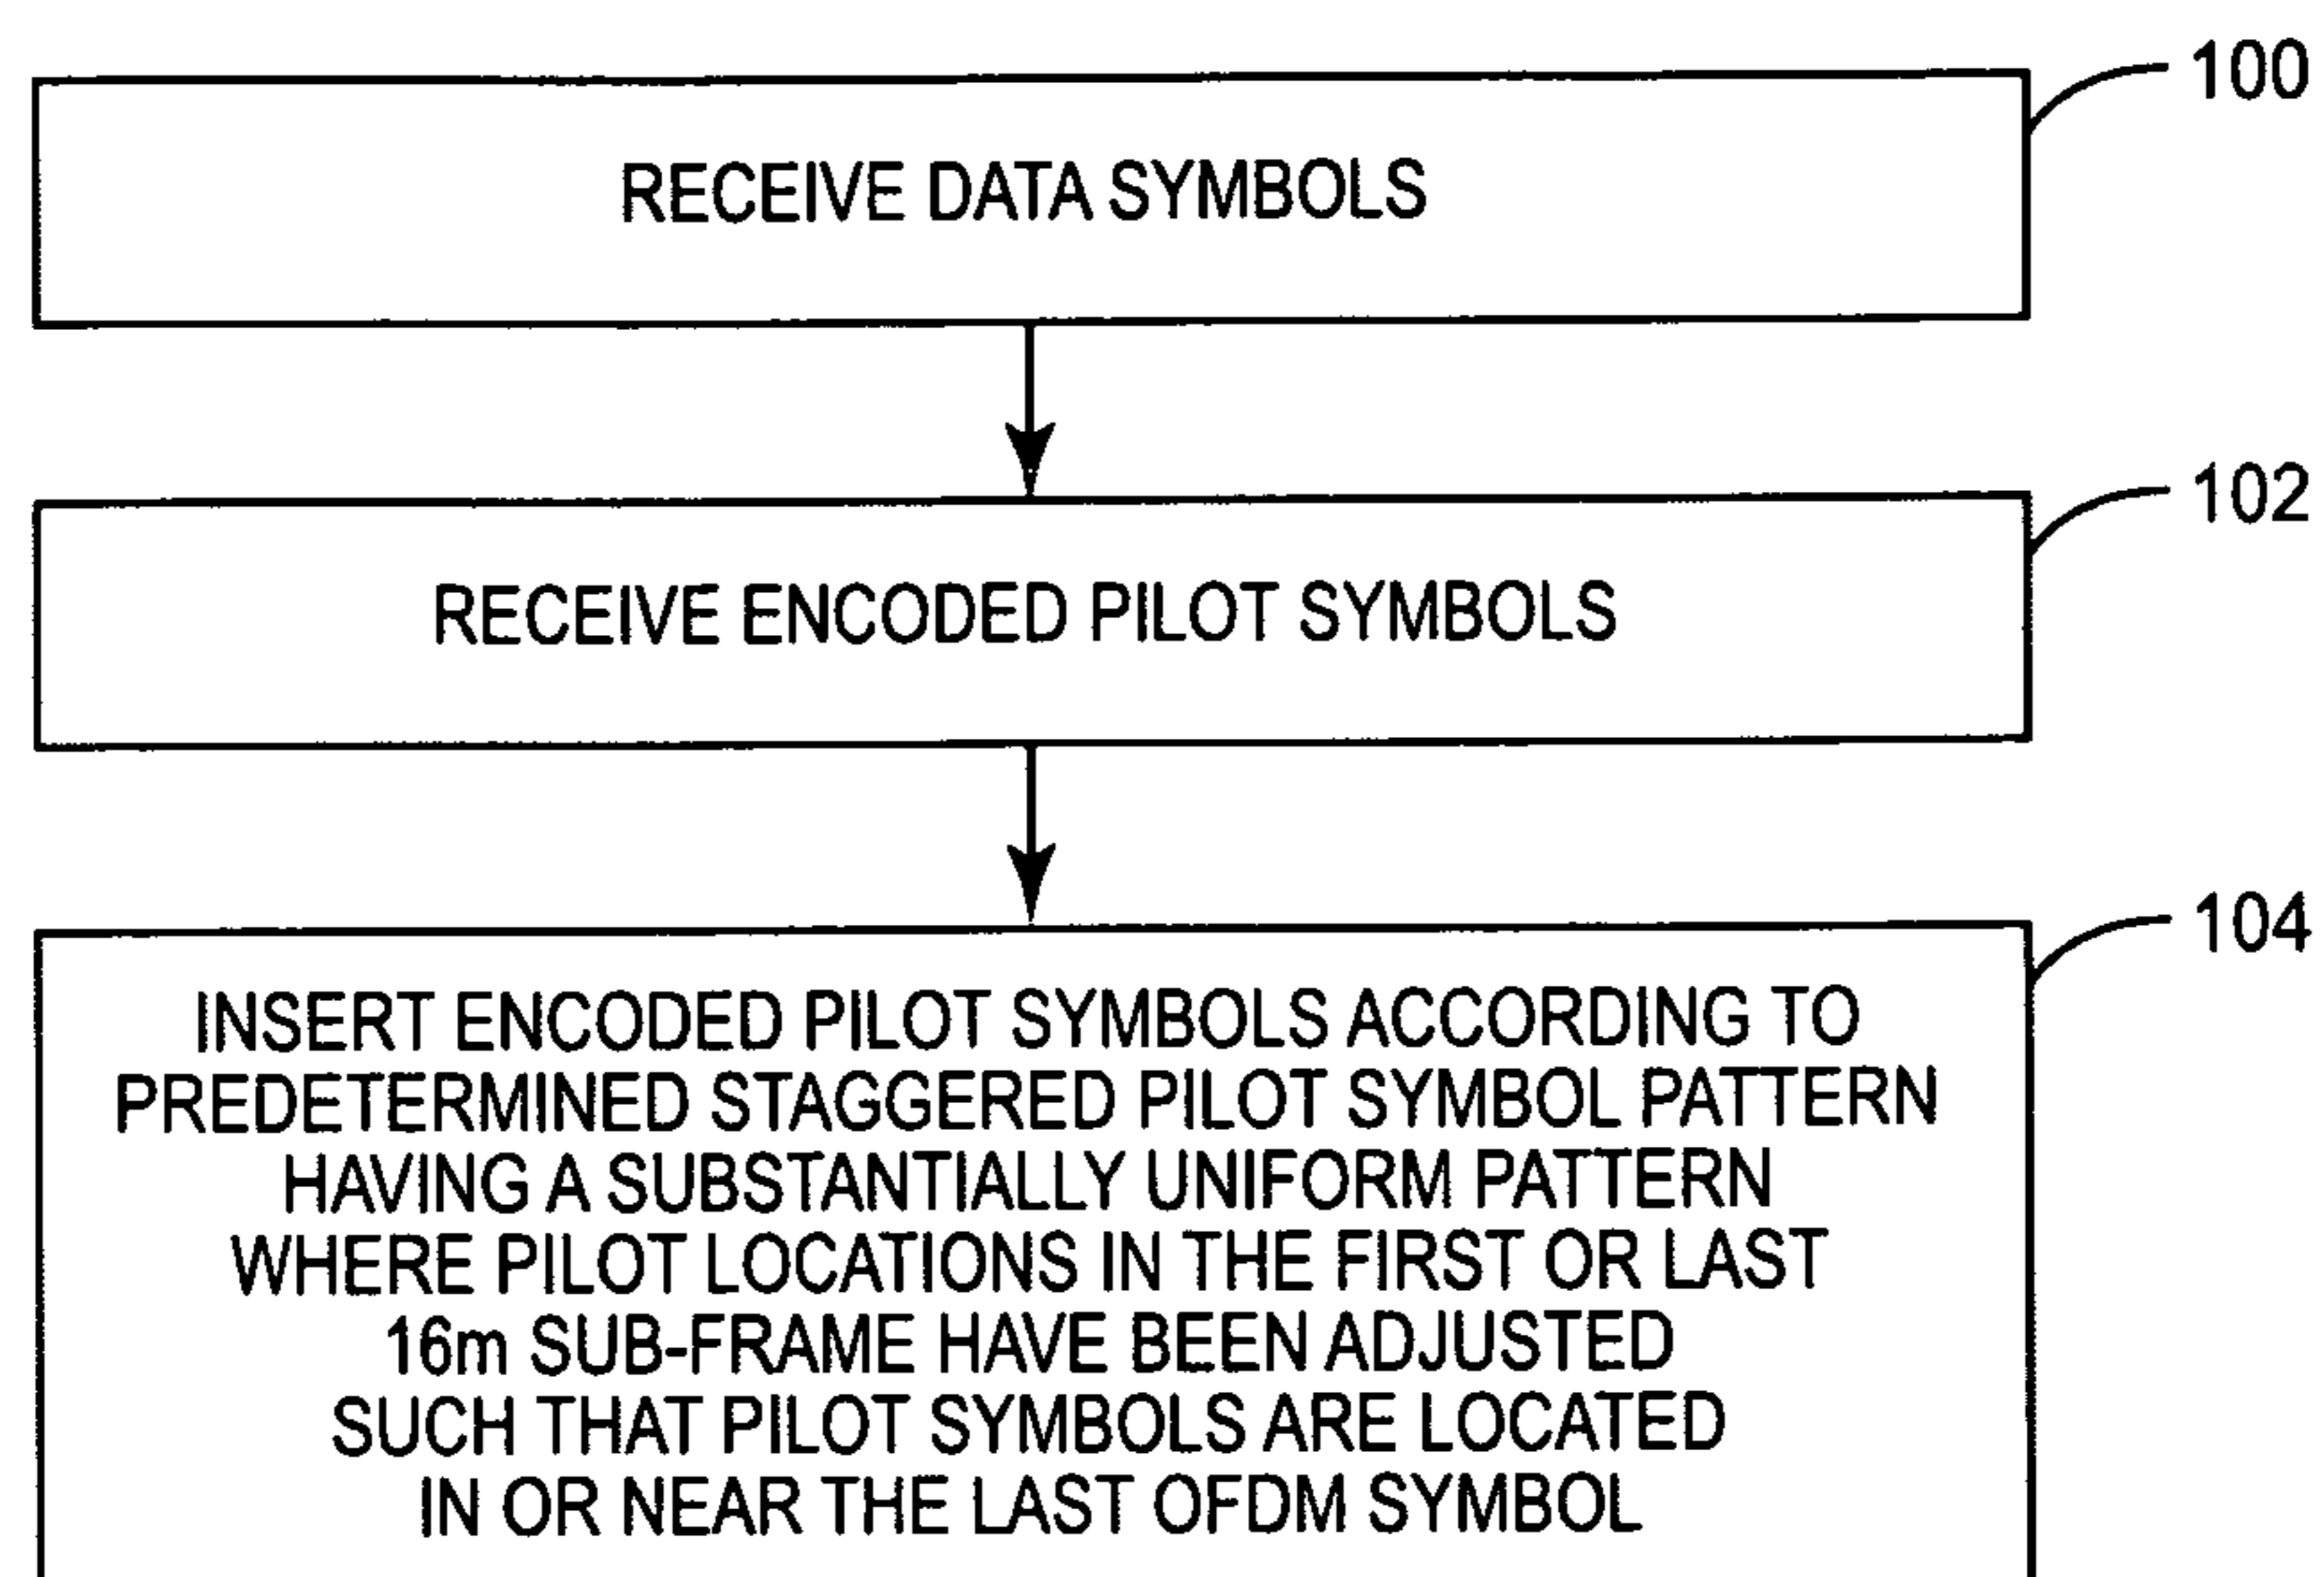 100
RECEIVE DATA SYMBOLS
102
RECEIVE ENCODED PILOT SYMBOLS
104
INSERT ENCODED PILOT SYMBOLS ACCORDING TO
PREDETERMINED STAGGERED PILOT SYMBOL PATTERN
HAVING A SUBSTANTIALLY UNIFORM PATTERN
WHERE PILOT LOCATIONS IN THE FIRST OR LAST
16m SUB-FRAME HAVE BEEN ADJUSTED
SUCH THAT PILOT SYMBOLS ARE LOCATED
IN OR NEAR THE LAST OFDM SYMBOL